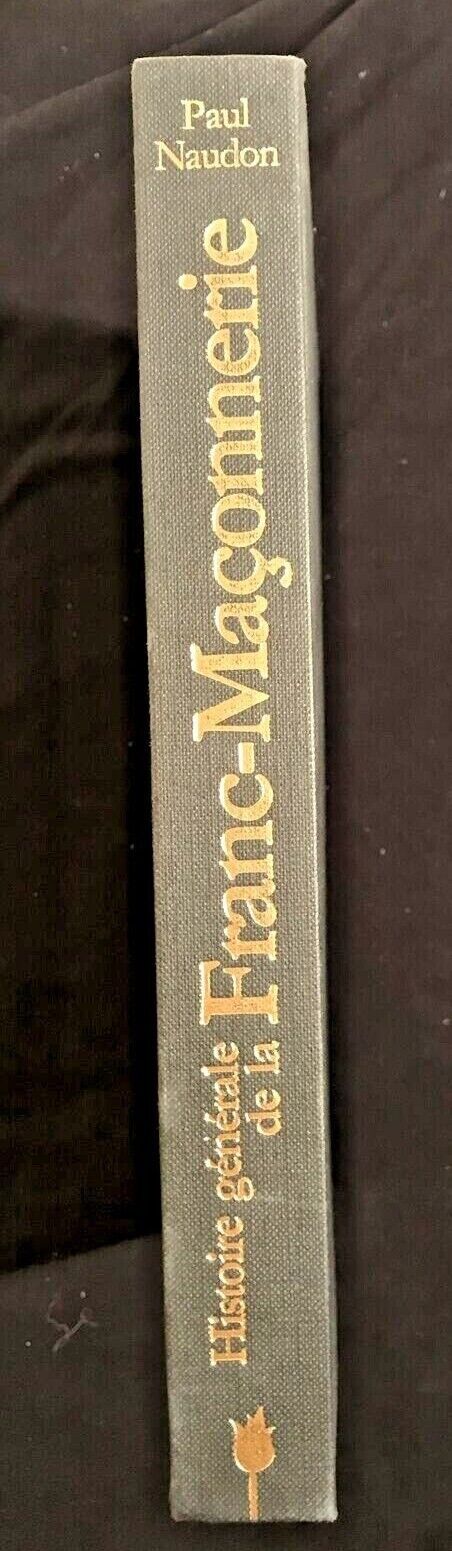 Paul
Naudon
Histoire générale
de la
Franc-Maçonnerie